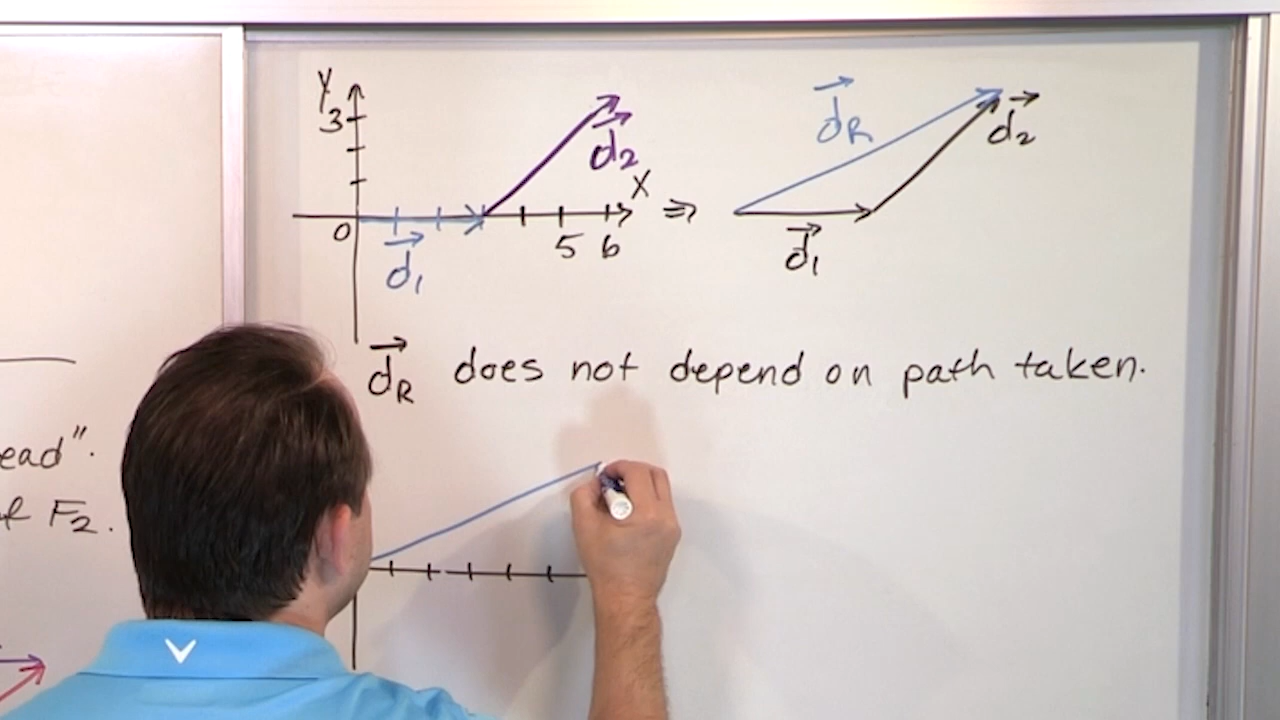 Y
3
d2
X
0
5 6
d1
⇒
dR
d2
d1
dR does not depend on path taken.
ead".
F2.